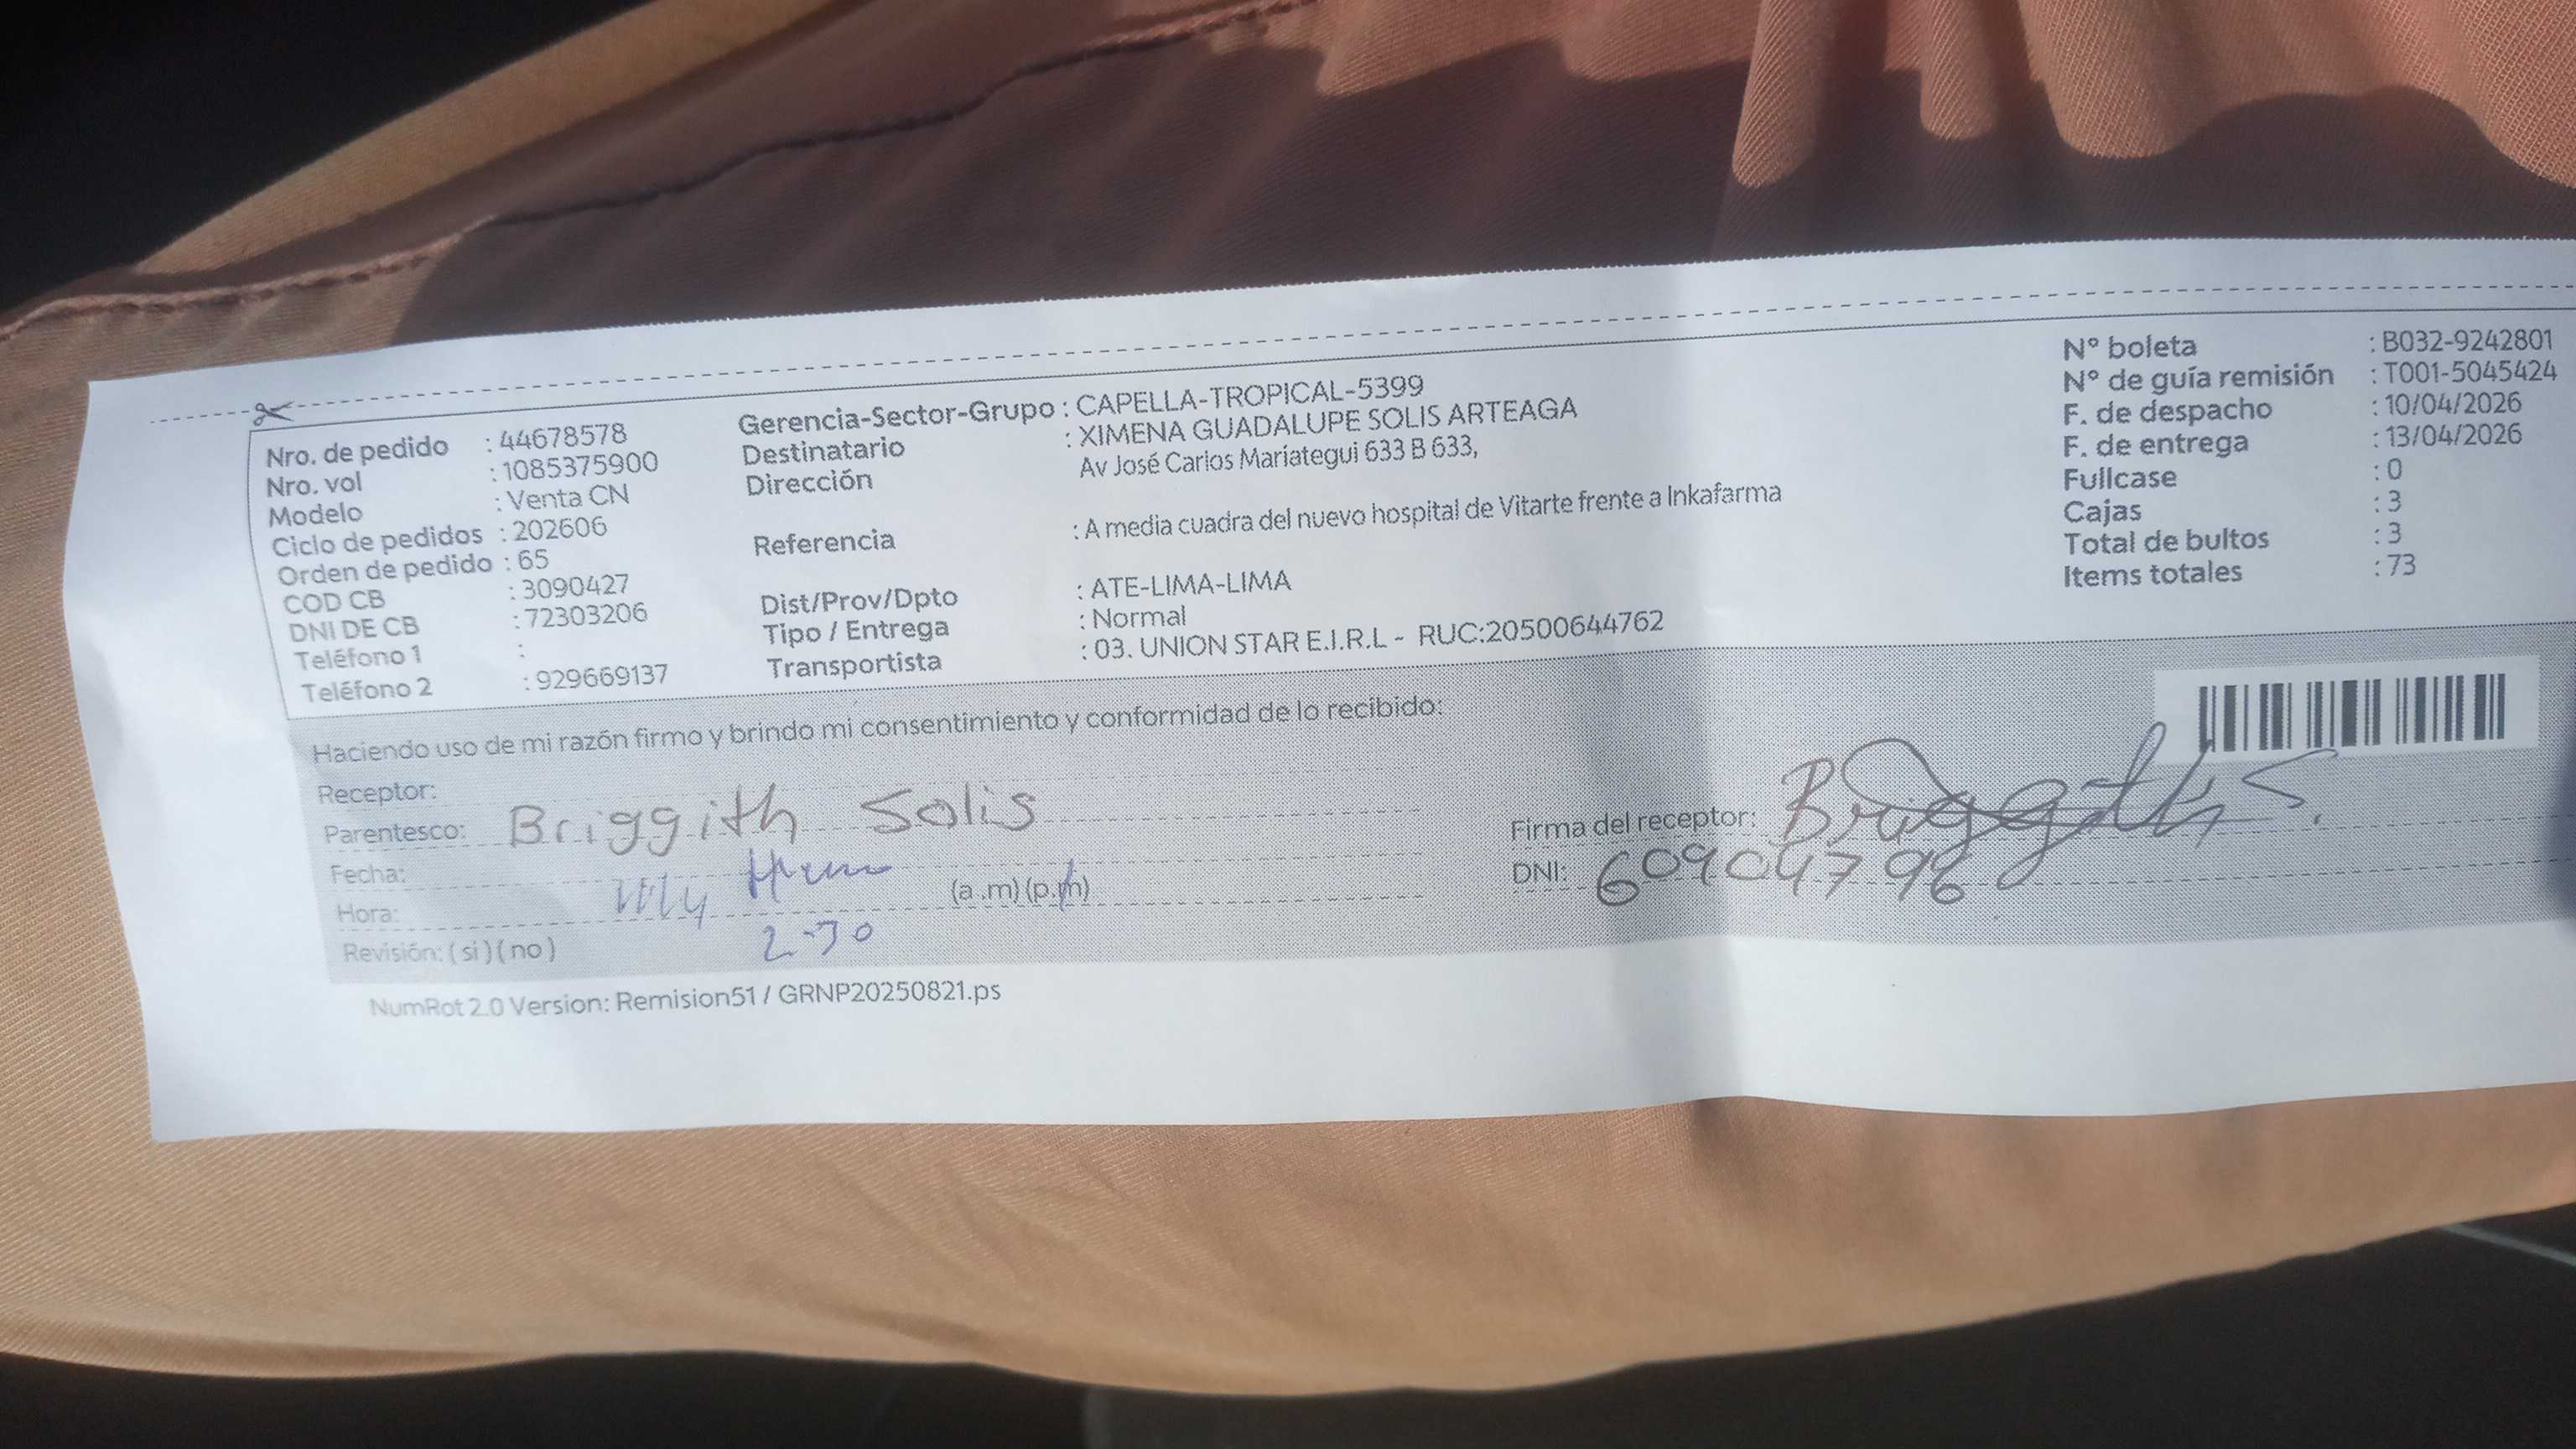 Nro. de pedido : 44678578
Nro. vol : 1085375900
Modelo : Venta CN
Ciclo de pedidos : 202606
Orden de pedido : 65
COD CB : 3090427
DNI DE CB : 72303206
Teléfono 1 :
Teléfono 2 : 929669137
Gerencia-Sector-Grupo : CAPELLA-TROPICAL-5399
Destinatario : XIMENA GUADALUPE SOLIS ARTEAGA
Dirección Av José Carlos Mariategui 633 B 633,
Referencia : A media cuadra del nuevo hospital de Vitarte frente a Inkafarma
Dist/Prov/Dpto : ATE-LIMA-LIMA
Tipo / Entrega : Normal
Transportista : 03. UNION STAR E.I.R.L - RUC:20500644762
N° boleta : B032-9242801
N° de guía remisión : T001-5045424
F. de despacho : 10/04/2026
F. de entrega : 13/04/2026
Fullcase : 0
Cajas : 3
Total de bultos : 3
Items totales : 73
Haciendo uso de mi razón firmo y brindo mi consentimiento y conformidad de lo recibido:
Receptor:
Parentesco: Briggith Solis
Fecha:
Hora: (a.m)(p.m)
2-30
Revisión: (si)(no)
Firma del receptor: Briggith S.
DNI: 60904796
NumRot 2.0 Version: Remision51 / GRNP20250821.ps